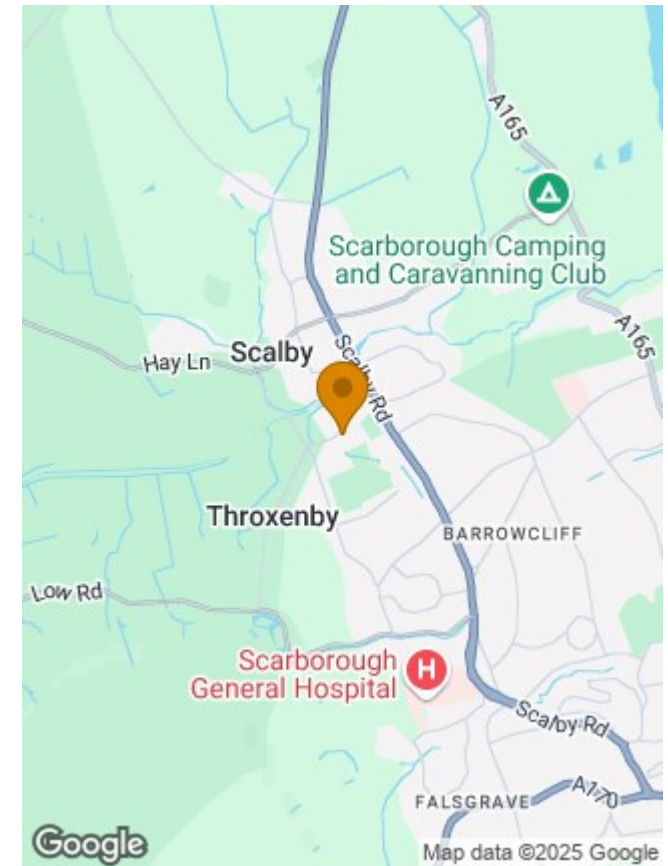 A165
Scarborough Camping
and Caravanning Club
A165
Scalby Rd
Hay Ln
Scalby
Throxenby
BARROWCLIFF
Low Rd
Scarborough
General Hospital
H
Scalby Rd
A170
FALSGRAVE
Google
Map data ©2025 Google